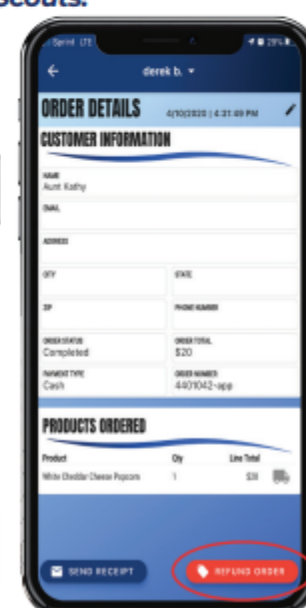 Scouts.
Sprint LTE 29%
derek b.
ORDER DETAILS 4/10/2020 | 4:31:49 PM
CUSTOMER INFORMATION
NAME
Aunt Kathy
EMAIL
ADDRESS
CITY STATE
ZIP PHONE NUMBER
ORDER STATUS ORDER TOTAL
Completed $20
PAYMENT TYPE ORDER NUMBER
Cash 4401042-app
PRODUCTS ORDERED
Product Qty Line Total
White Cheddar Cheese Popcorn 1 $20
SEND RECEIPT REFUND ORDER